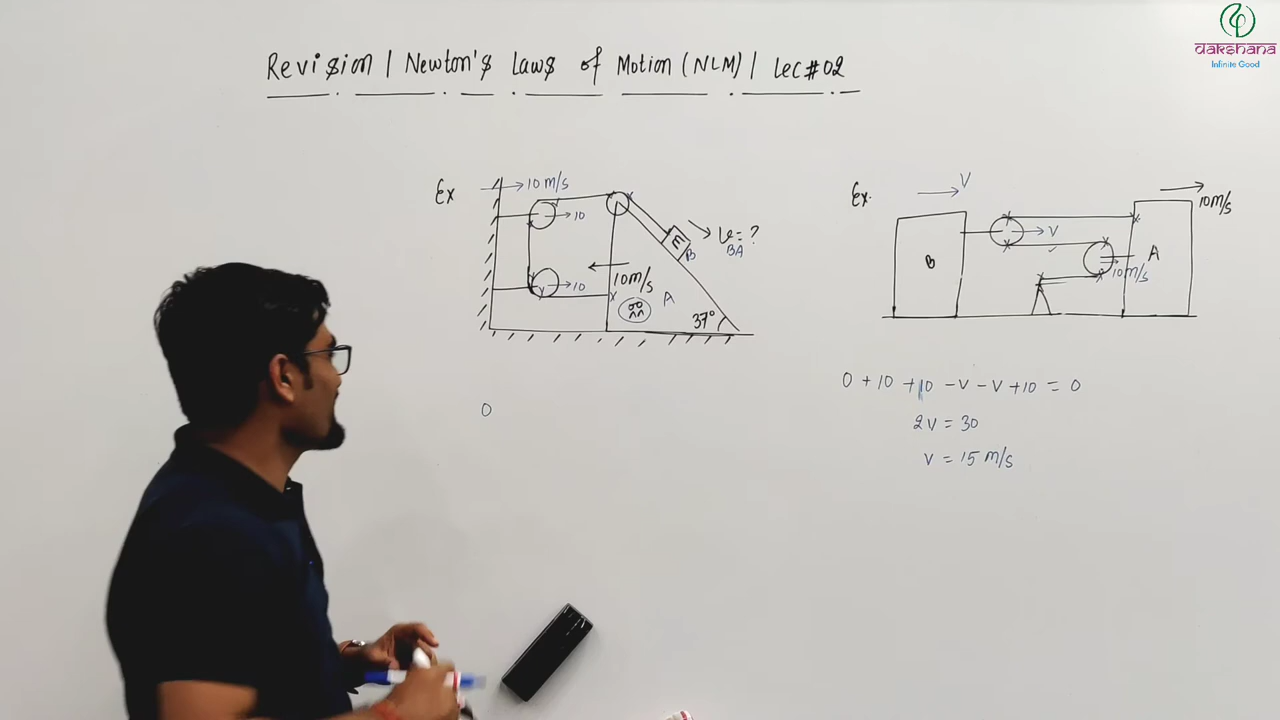 dakshana
Infinite Good
Revision | Newton's Laws of Motion (NLM) | Lec#02
Ex
10 m/s
10
10
10m/s
A
B
37°
= ?
BA
Ex.
V
B
V
10m/s
A
10m/s
0 + 10 + 10 - v - v + 10 = 0
2v = 30
v = 15 m/s
0